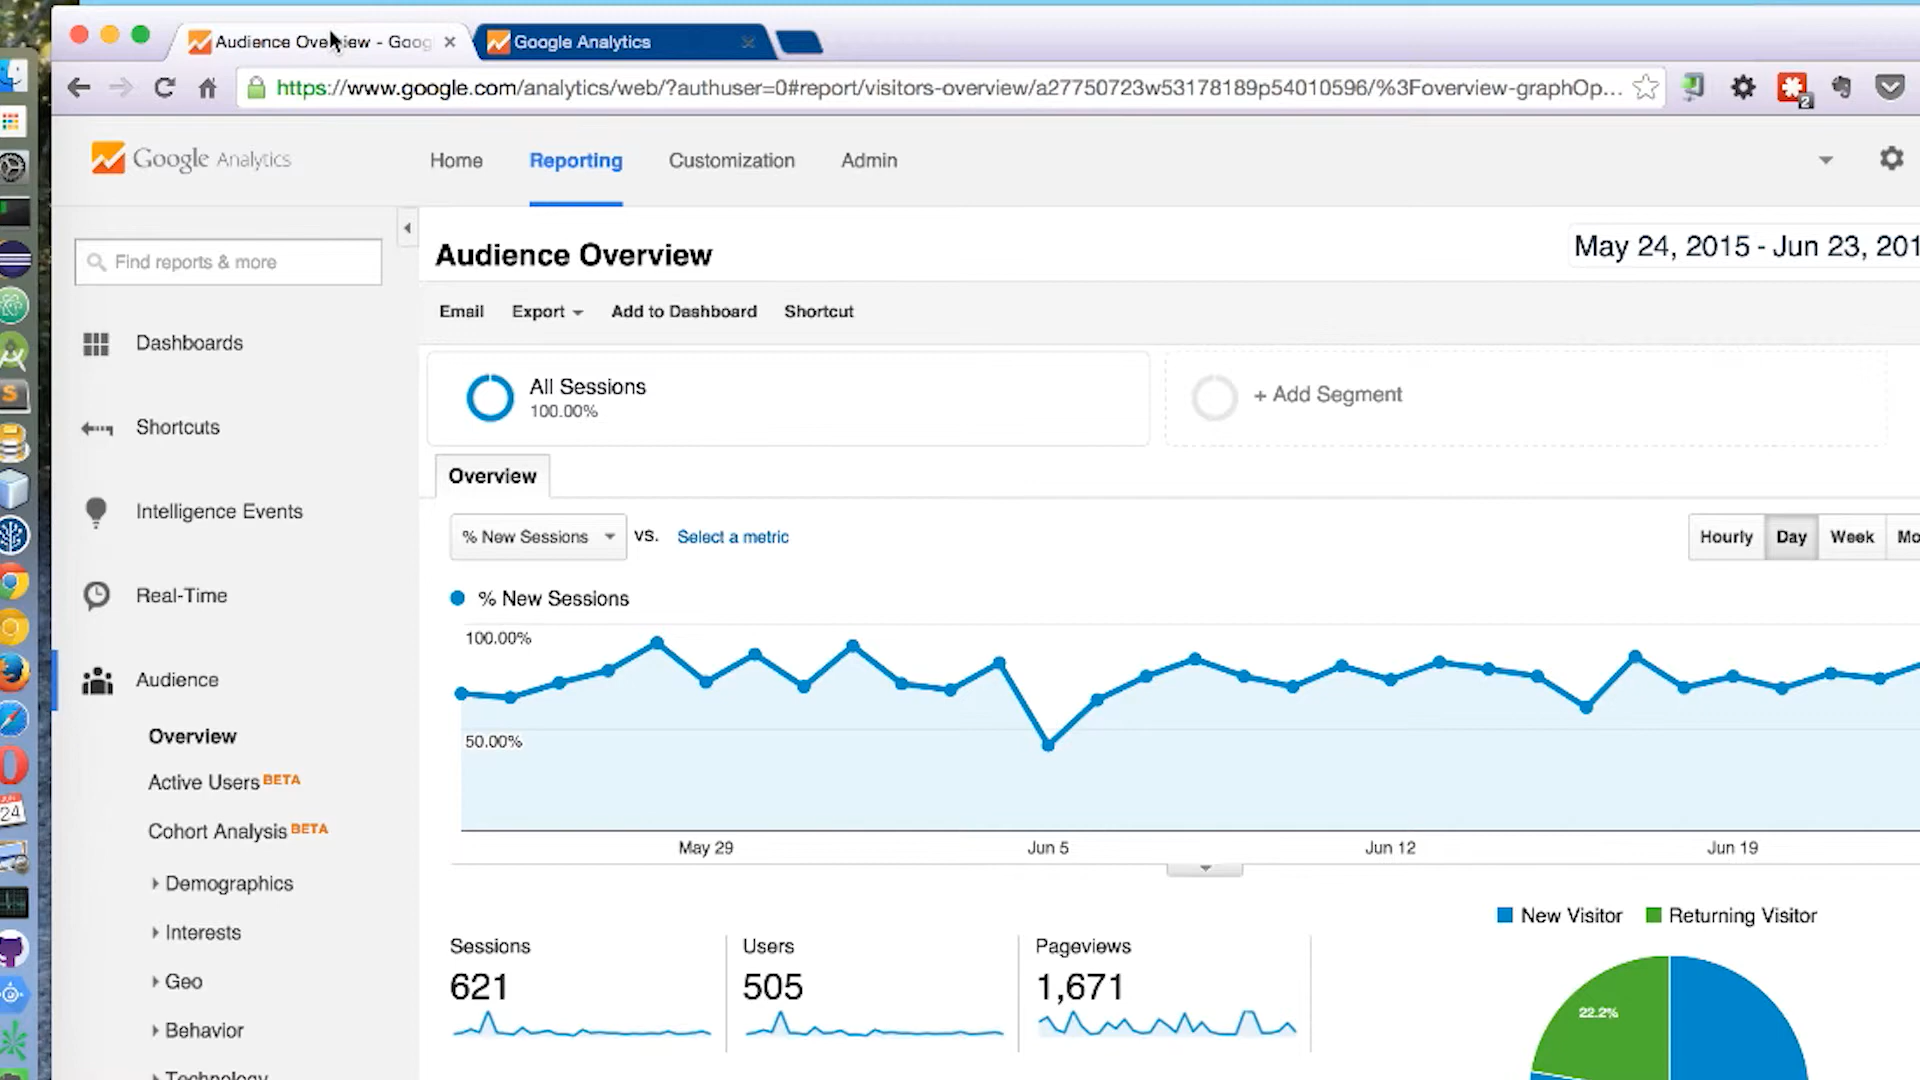 Audience Overview - Goog
Google Analytics
https://www.google.com/analytics/web/?authuser=0#report/visitors-overview/a27750723w53178189p54010596/%3Foverview-graphOp...
2
Google Analytics
Home
Reporting
Customization
Admin
Find reports & more
Audience Overview
May 24, 2015 - Jun 23, 201
Email
Export
Add to Dashboard
Shortcut
Dashboards
All Sessions
100.00%
+ Add Segment
Shortcuts
Overview
Intelligence Events
% New Sessions
VS.
Select a metric
Hourly
Day
Week
Mo
Real-Time
% New Sessions
100.00%
50.00%
Audience
Overview
Active Users BETA
Cohort Analysis BETA
May 29
Jun 5
Jun 12
Jun 19
Demographics
Interests
Geo
Behavior
Technology
New Visitor
Returning Visitor
Sessions
621
Users
505
Pageviews
1,671
22.2%
S
24